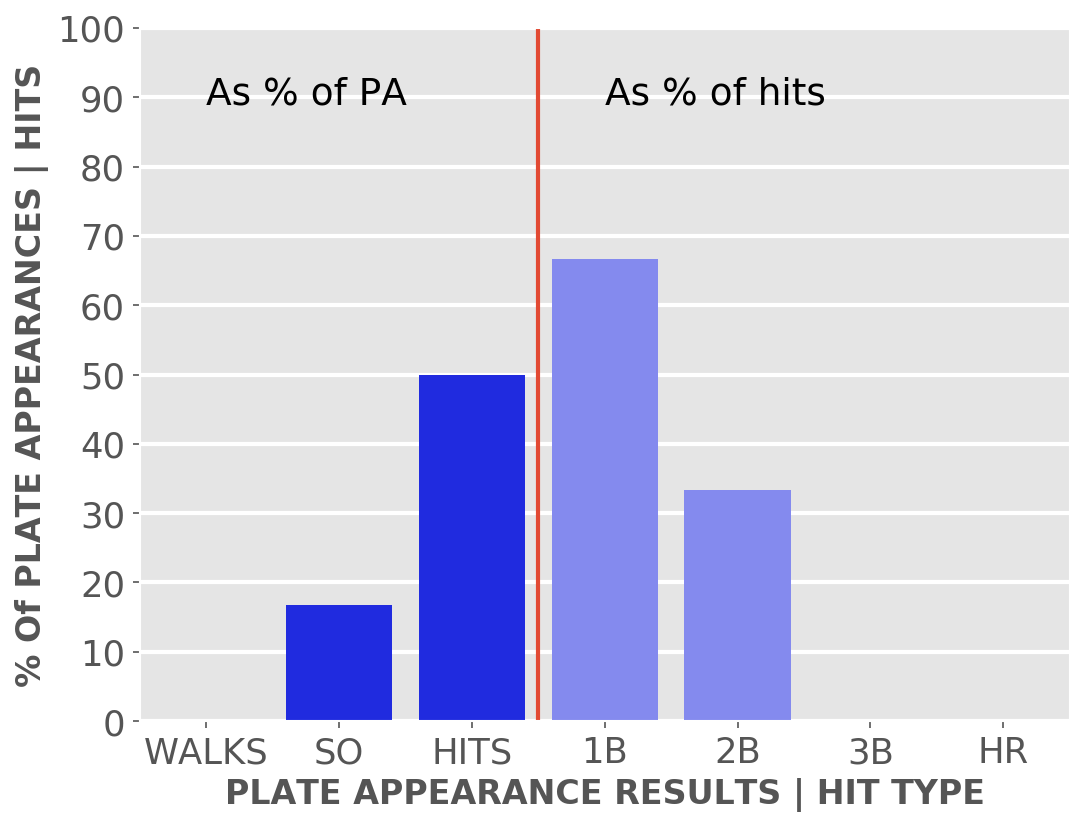 100
90
80
70
60
50
40
30
20
10
0
% Of PLATE APPEARANCES | HITS
As % of PA
As % of hits
WALKS SO HITS 1B 2B 3B HR
PLATE APPEARANCE RESULTS | HIT TYPE